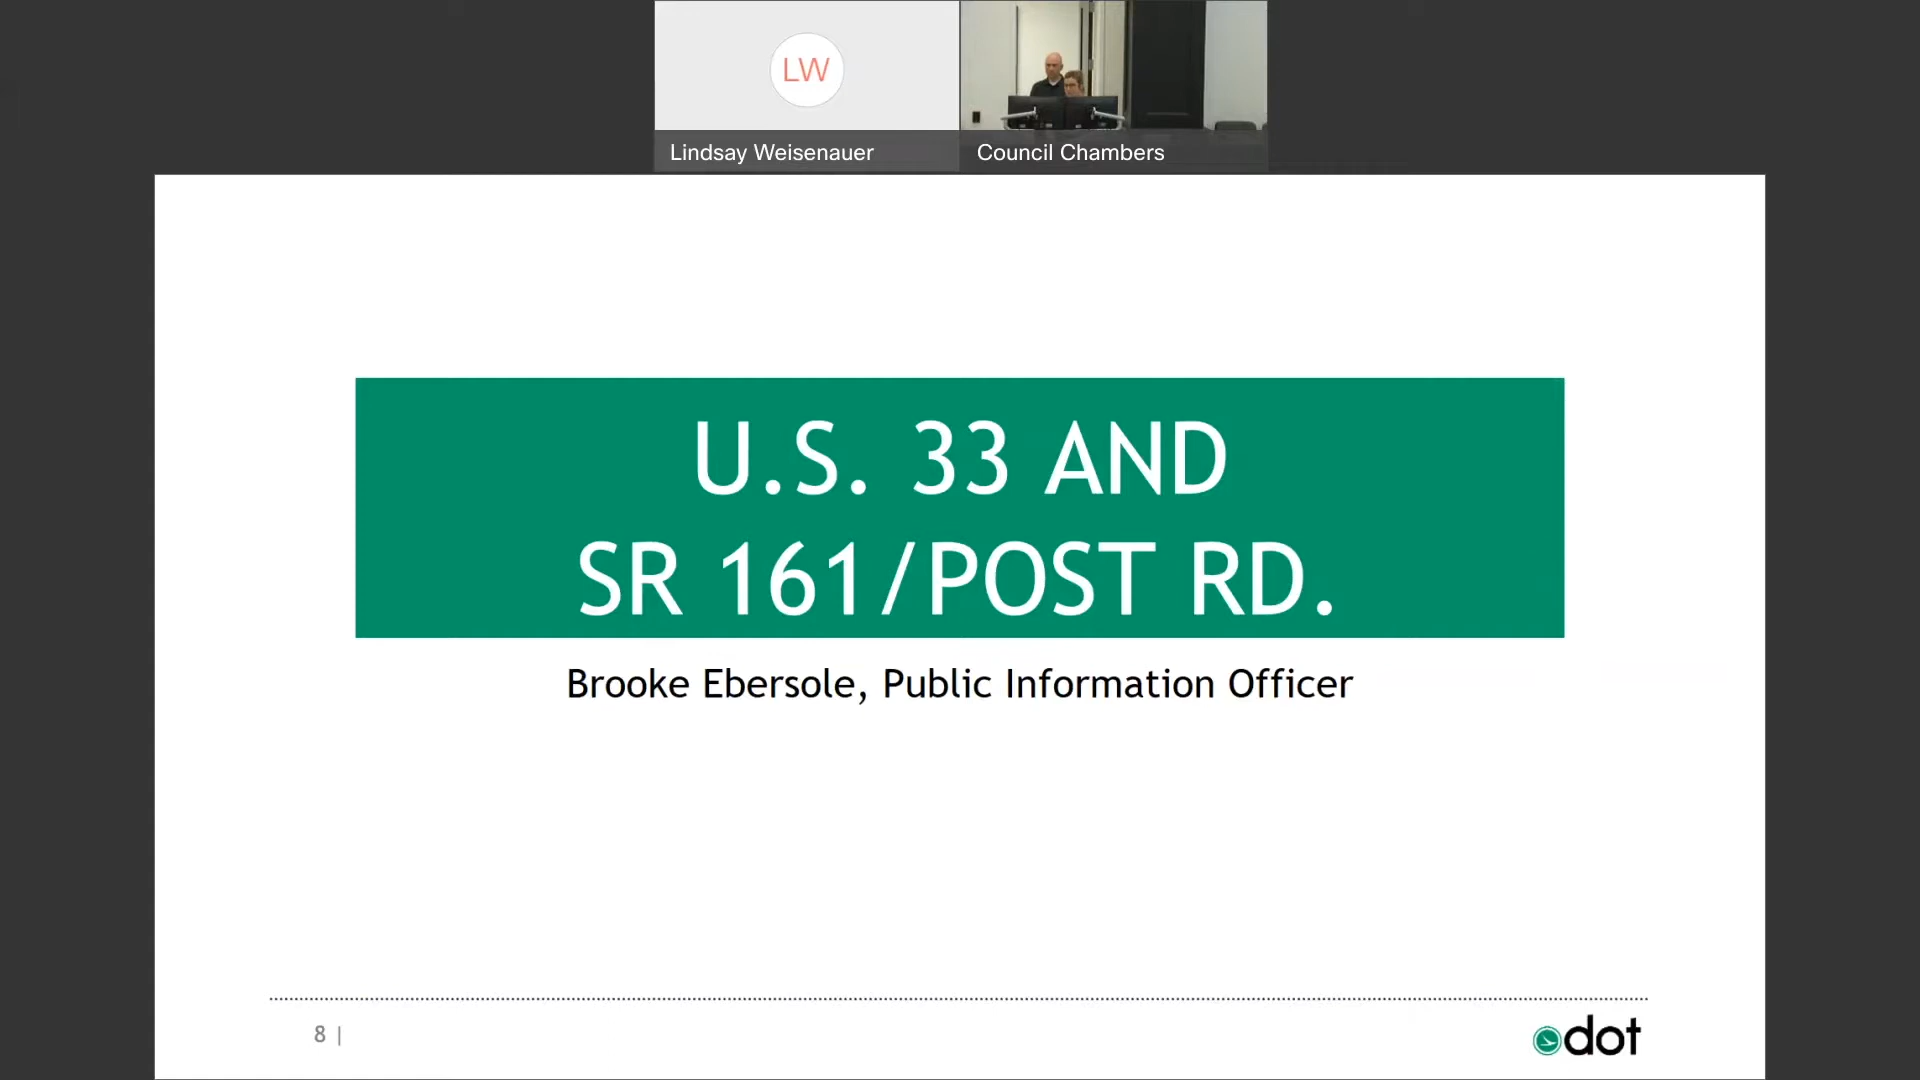 LW
Lindsay Weisenauer
Council Chambers
U.S. 33 AND
SR 161/POST RD.
Brooke Ebersole, Public Information Officer
8 |
dot